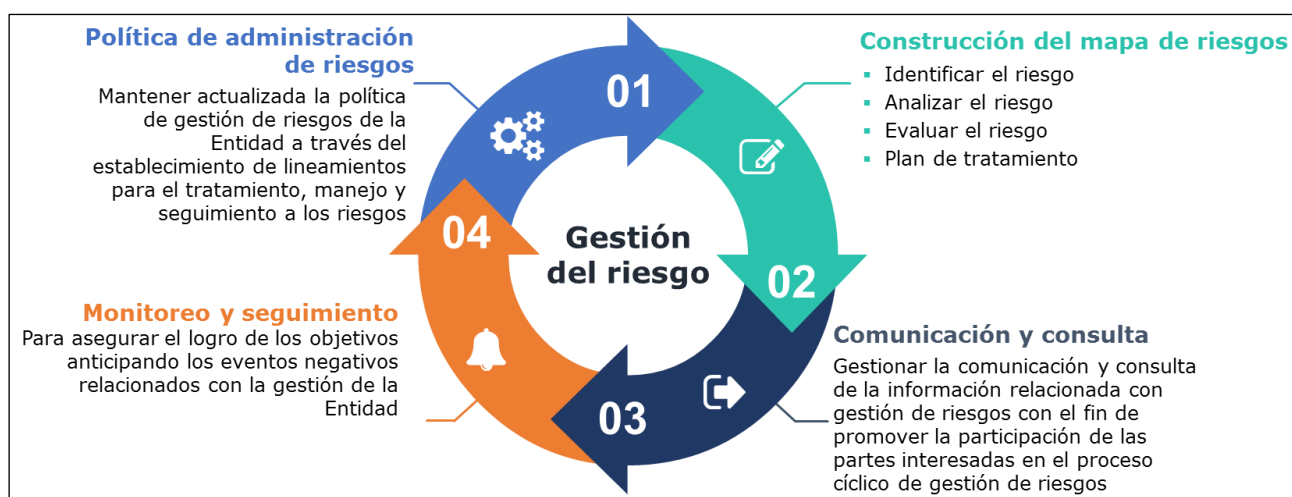 Política de administración
de riesgos
Mantener actualizada la política
de gestión de riesgos de la
Entidad a través del
establecimiento de lineamientos
para el tratamiento, manejo y
seguimiento a los riesgos
01
Construcción del mapa de riesgos
▪ Identificar el riesgo
▪ Analizar el riesgo
▪ Evaluar el riesgo
▪ Plan de tratamiento
02
Gestión
del riesgo
Comunicación y consulta
Gestionar la comunicación y consulta
de la información relacionada con
gestión de riesgos con el fin de
promover la participación de las
partes interesadas en el proceso
cíclico de gestión de riesgos
03
Monitoreo y seguimiento
Para asegurar el logro de los objetivos
anticipando los eventos negativos
relacionados con la gestión de la
Entidad
04